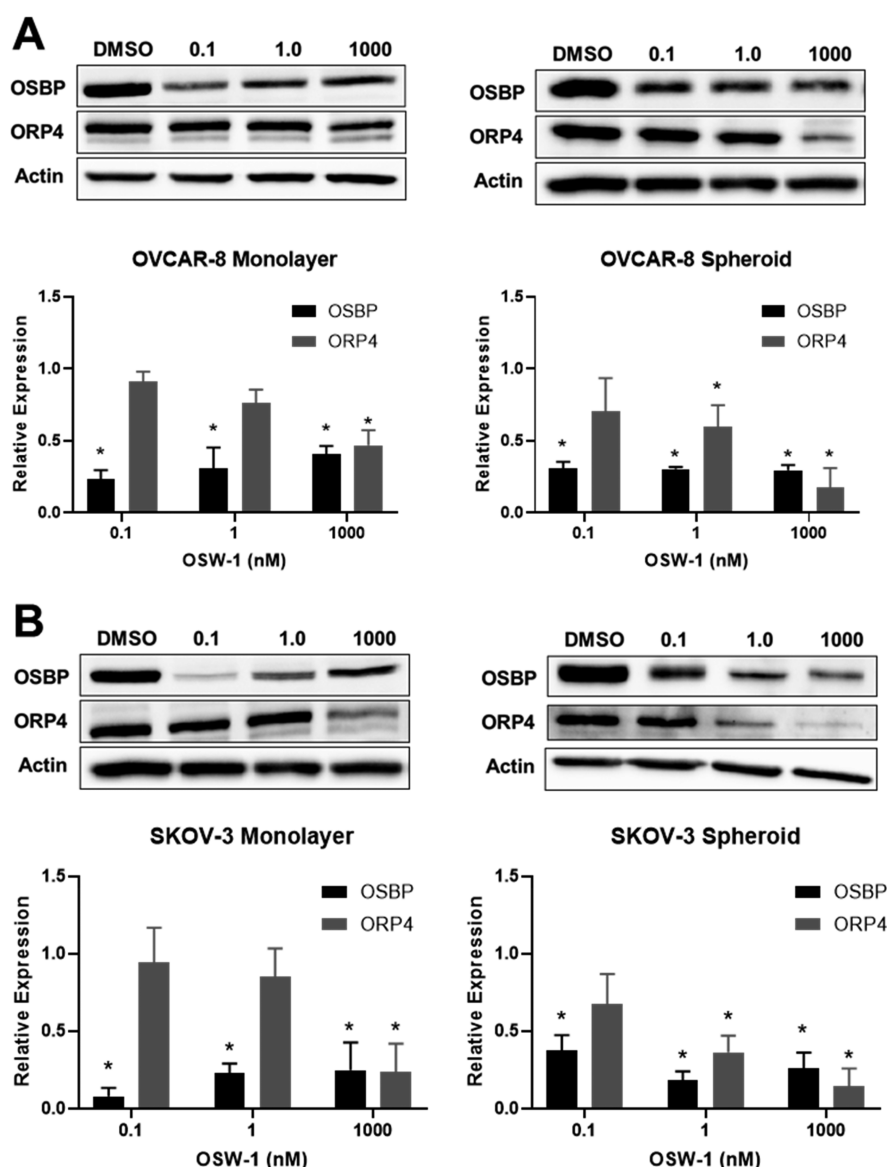 A
DMSO 0.1 1.0 1000
OSBP
ORP4
Actin
DMSO 0.1 1.0 1000
OSBP
ORP4
Actin
OVCAR-8 Monolayer
1.5
1.0
0.5
0.0
Relative Expression
OSBP
ORP4
* * * *
0.1 1 1000
OSW-1 (nM)
OVCAR-8 Spheroid
1.5
1.0
0.5
0.0
Relative Expression
OSBP
ORP4
* * * * *
0.1 1 1000
OSW-1 (nM)
B
DMSO 0.1 1.0 1000
OSBP
ORP4
Actin
DMSO 0.1 1.0 1000
OSBP
ORP4
Actin
SKOV-3 Monolayer
1.5
1.0
0.5
0.0
Relative Expression
OSBP
ORP4
* * * *
0.1 1 1000
OSW-1 (nM)
SKOV-3 Spheroid
1.5
1.0
0.5
0.0
Relative Expression
OSBP
ORP4
* * * * *
0.1 1 1000
OSW-1 (nM)